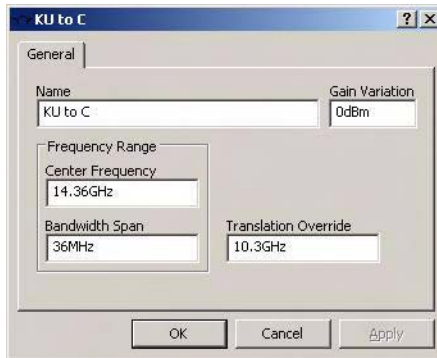 KU to C
General
Name
Gain Variation
KU to C
0dBm
Frequency Range
Center Frequency
14.36GHz
Bandwidth Span
Translation Override
36MHz
10.3GHz
OK
Cancel
Apply